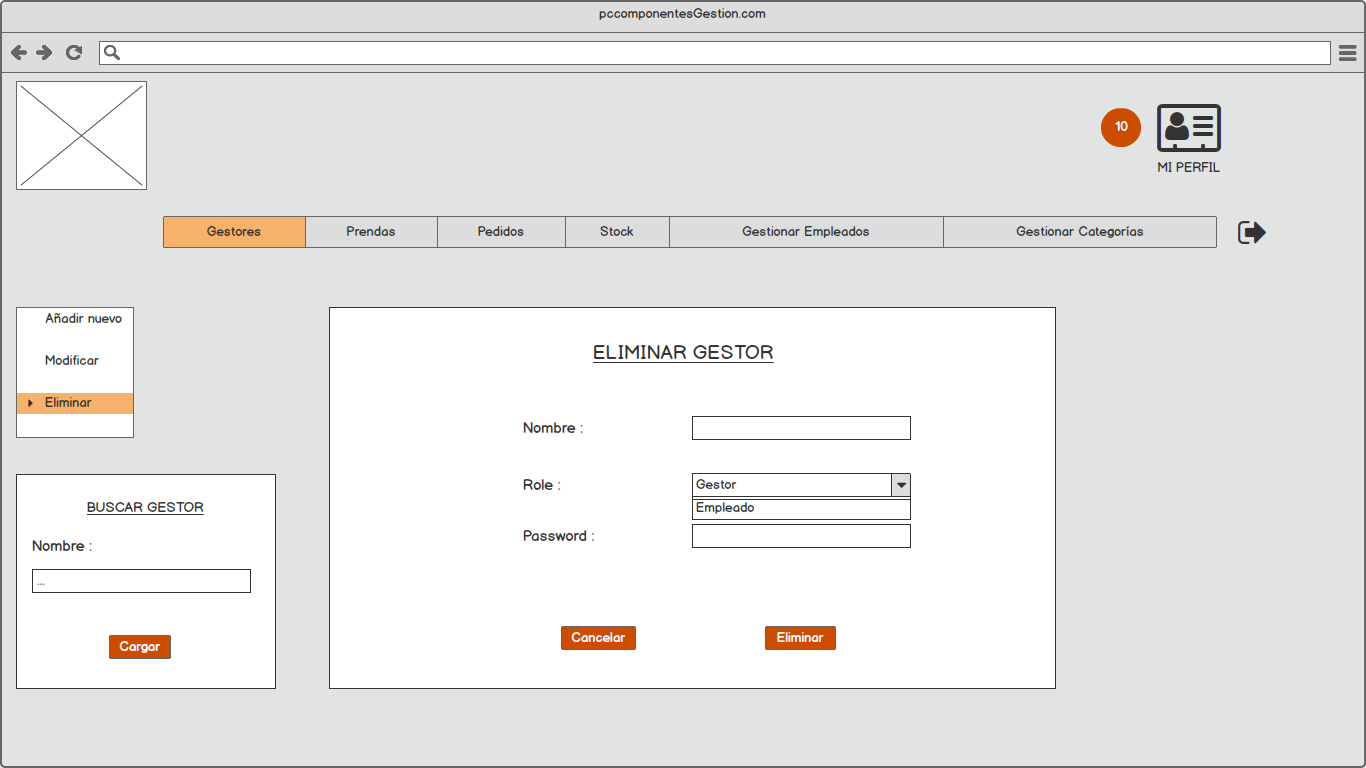 pccomponentesGestion.com
10
MI PERFIL
Gestores Prendas Pedidos Stock Gestionar Empleados Gestionar Categorías
Añadir nuevo
Modificar
Eliminar
BUSCAR GESTOR
Nombre :
...
Cargar
ELIMINAR GESTOR
Nombre :
Role : Gestor
Empleado
Password :
Cancelar Eliminar